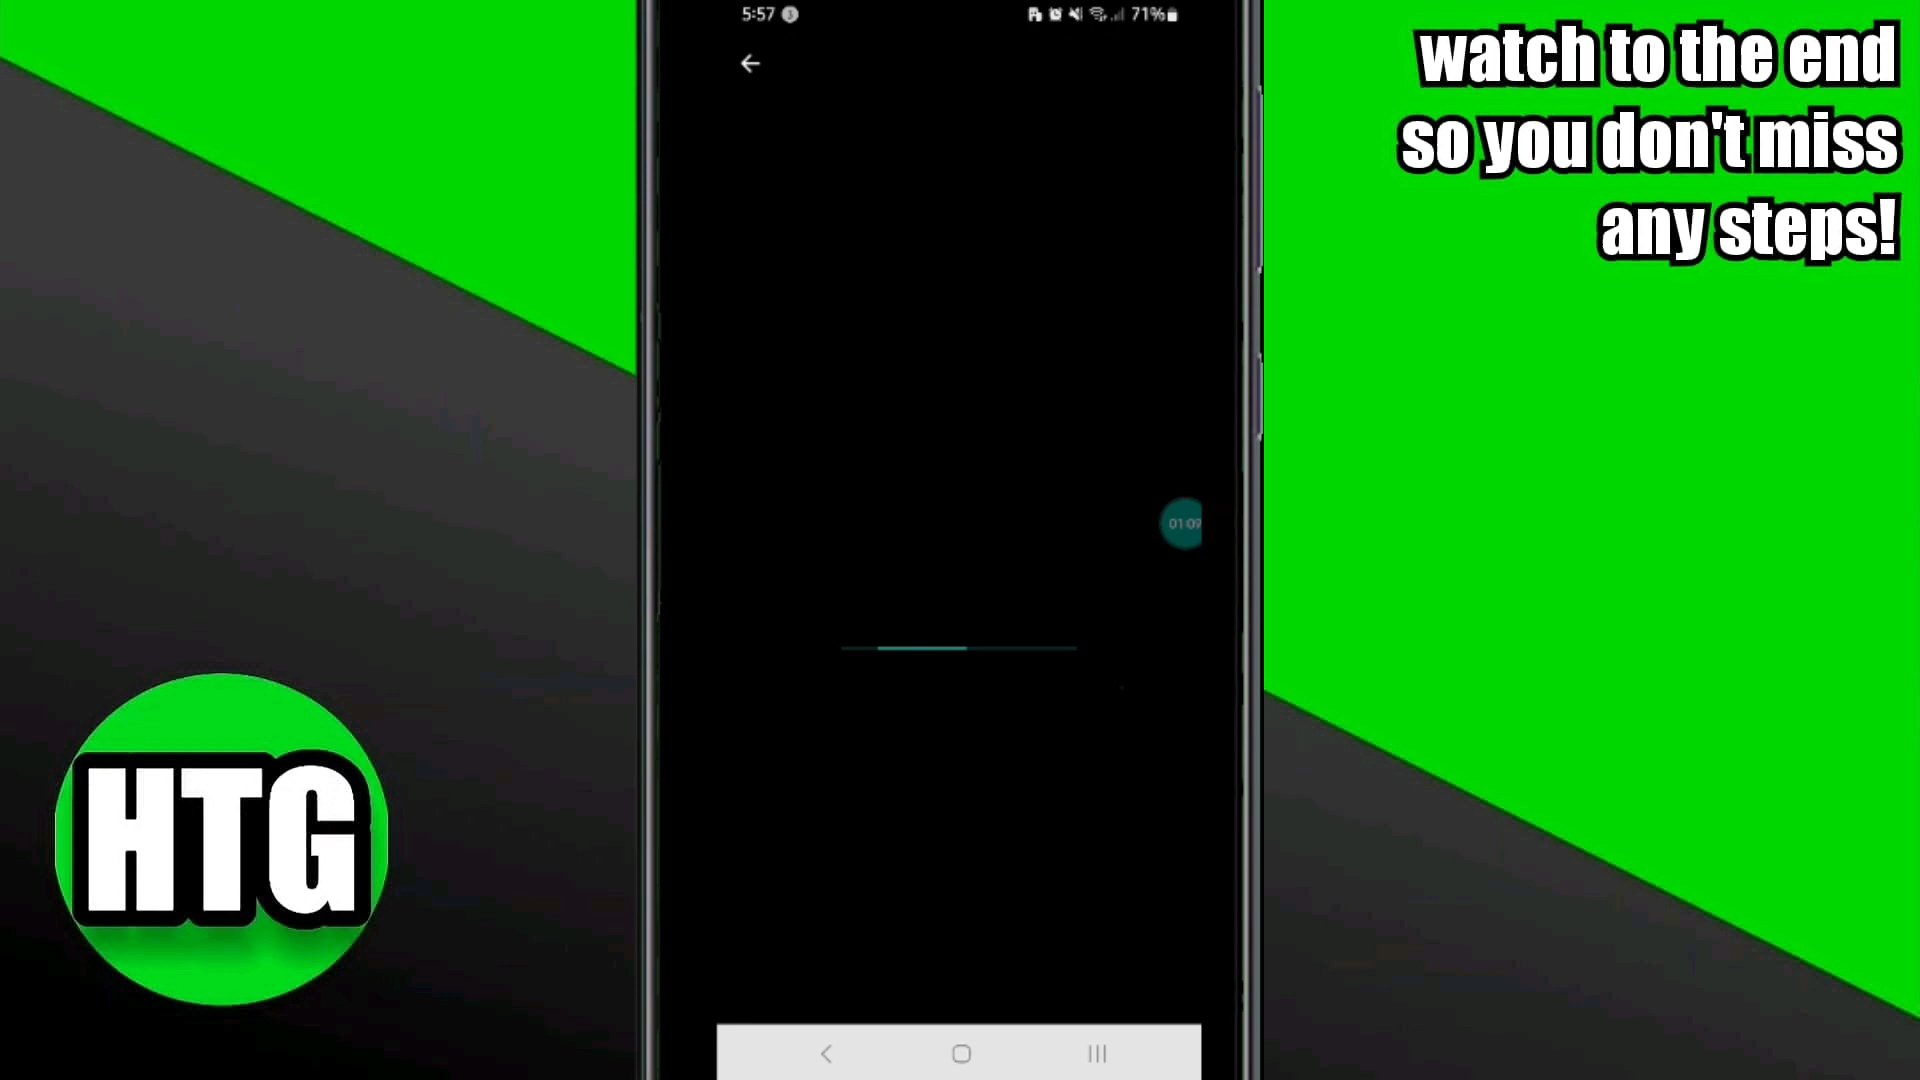 5:57
71%
watch to the end
so you don't miss
any steps!
01:09
HTG